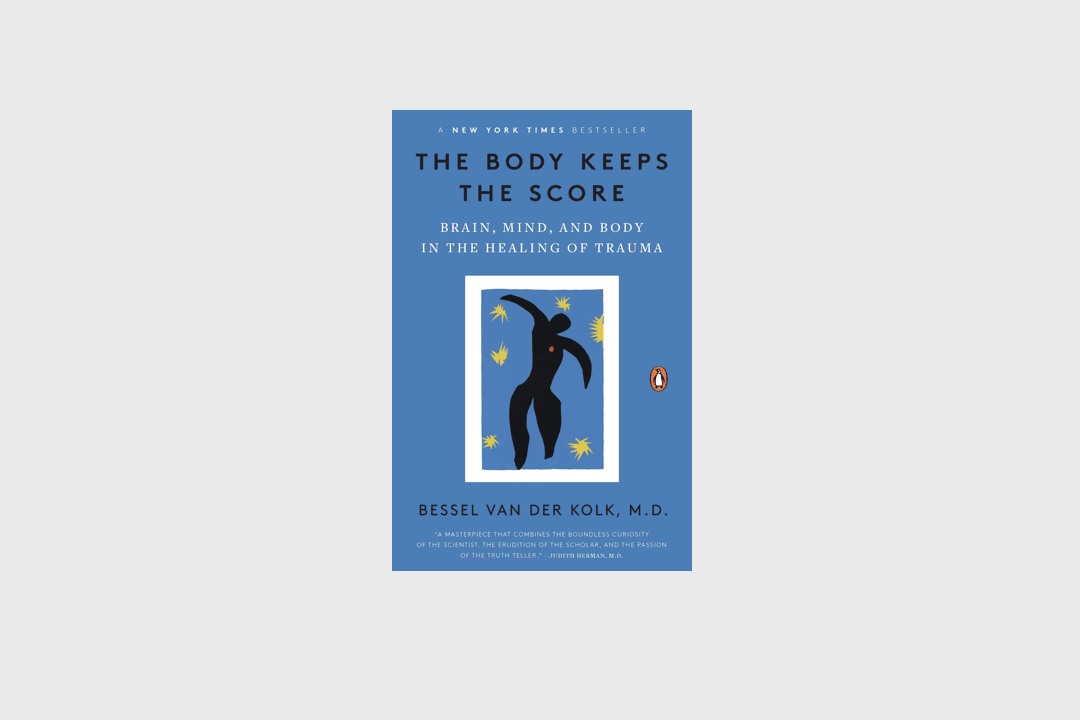 A NEW YORK TIMES BESTSELLER
THE BODY KEEPS
THE SCORE
BRAIN, MIND, AND BODY
IN THE HEALING OF TRAUMA
BESSEL VAN DER KOLK, M.D.
"A MASTERPIECE THAT COMBINES THE BOUNDLESS CURIOSITY
OF THE SCIENTIST, THE ERUDITION OF THE SCHOLAR, AND THE PASSION
OF THE TRUTH TELLER." —JUDITH HERMAN, M.D.